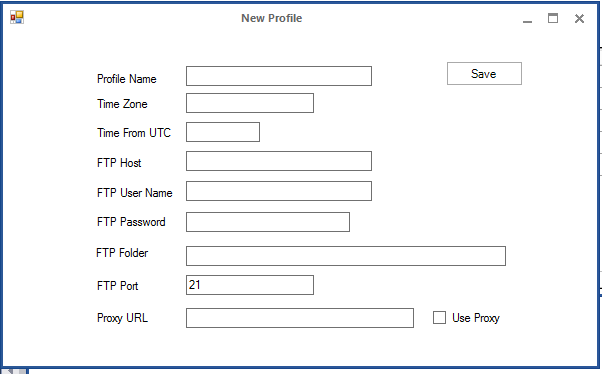 New Profile
Profile Name
Save
Time Zone
Time From UTC
FTP Host
FTP User Name
FTP Password
FTP Folder
FTP Port 21
Proxy URL Use Proxy